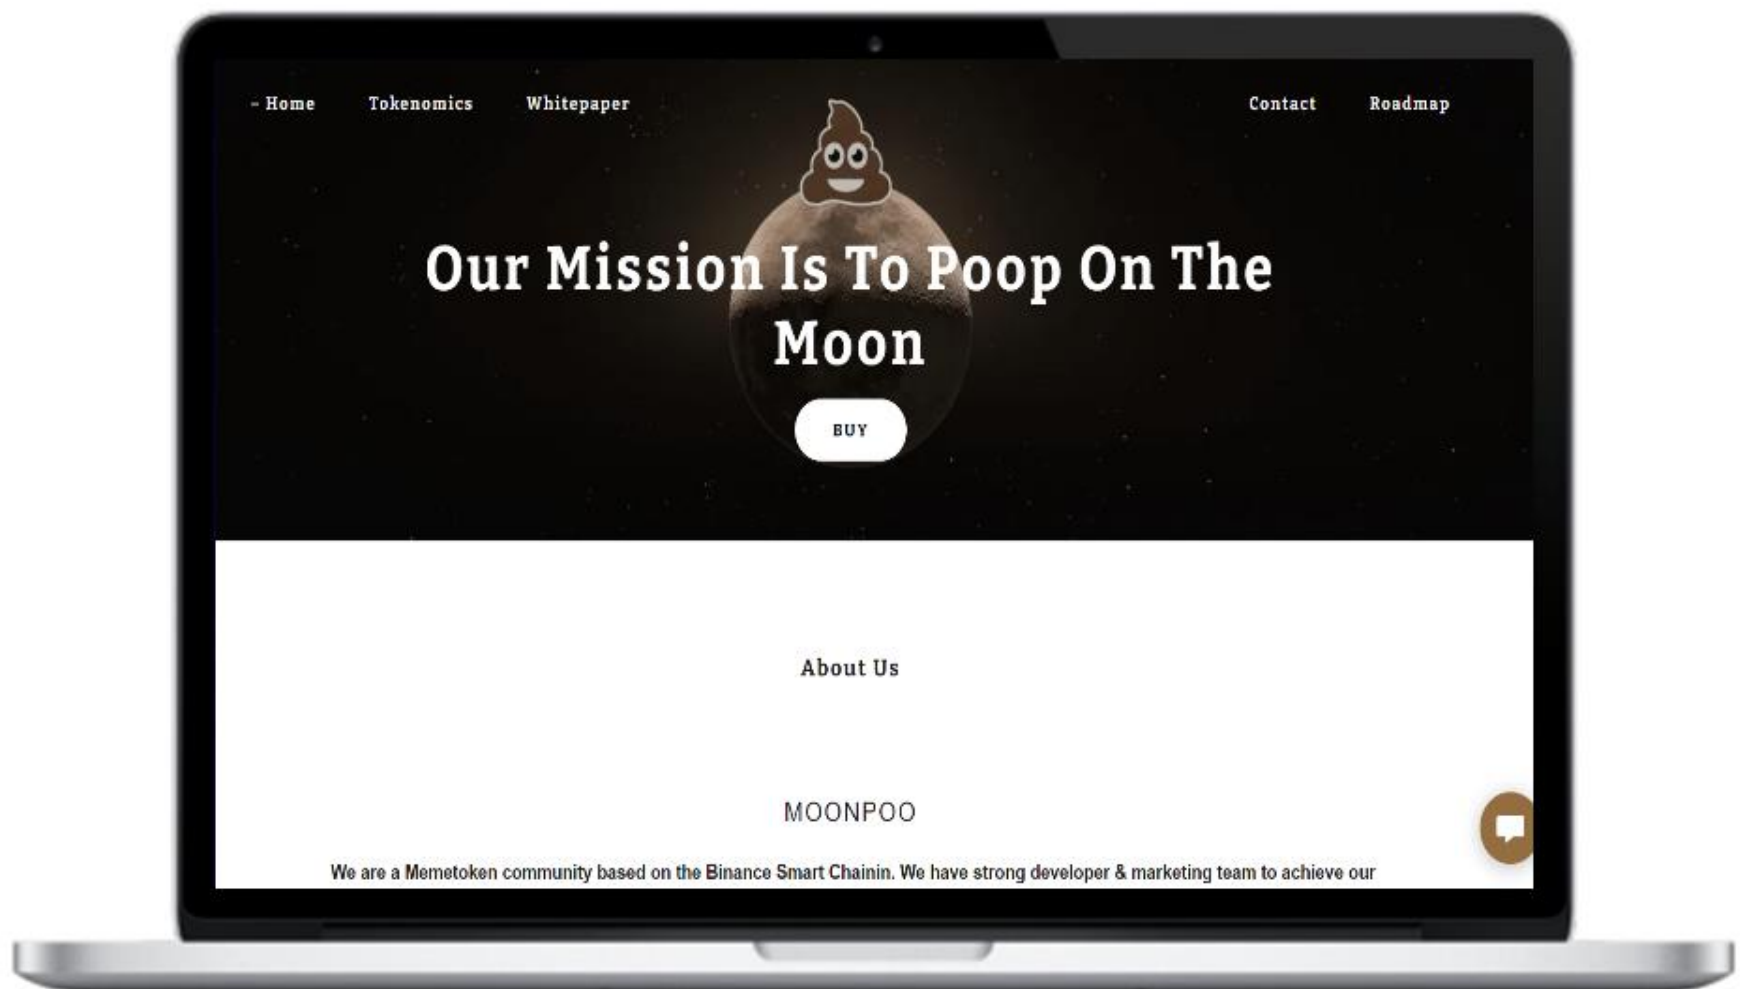 – Home Tokenomics Whitepaper Contact Roadmap
Our Mission Is To Poop On The
Moon
BUY
About Us
MOONPOO
We are a Memetoken community based on the Binance Smart Chainin. We have strong developer & marketing team to achieve our